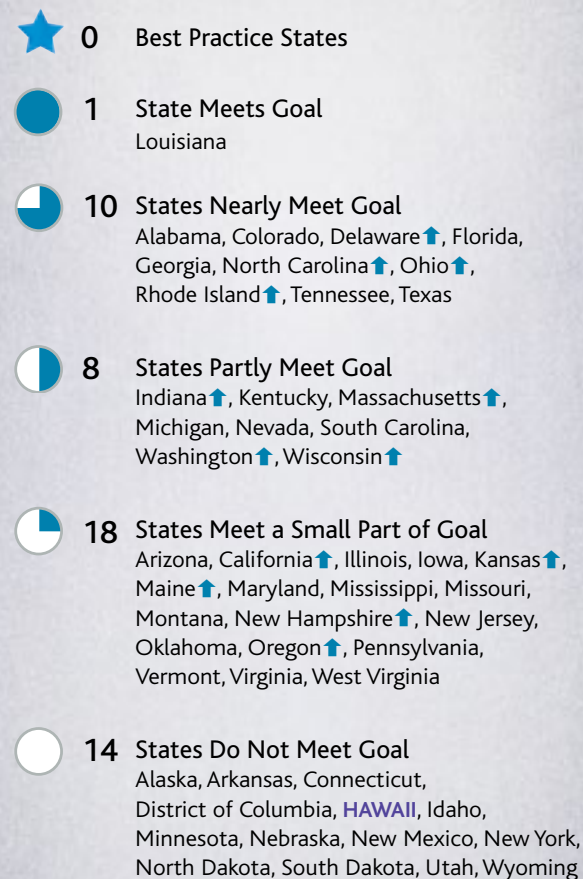 0 Best Practice States
1 State Meets Goal
Louisiana
10 States Nearly Meet Goal
Alabama, Colorado, Delaware⬆, Florida,
Georgia, North Carolina⬆, Ohio⬆,
Rhode Island⬆, Tennessee, Texas
8 States Partly Meet Goal
Indiana⬆, Kentucky, Massachusetts⬆,
Michigan, Nevada, South Carolina,
Washington⬆, Wisconsin⬆
18 States Meet a Small Part of Goal
Arizona, California⬆, Illinois, Iowa, Kansas⬆,
Maine⬆, Maryland, Mississippi, Missouri,
Montana, New Hampshire⬆, New Jersey,
Oklahoma, Oregon⬆, Pennsylvania,
Vermont, Virginia, West Virginia
14 States Do Not Meet Goal
Alaska, Arkansas, Connecticut,
District of Columbia, HAWAII, Idaho,
Minnesota, Nebraska, New Mexico, New York,
North Dakota, South Dakota, Utah, Wyoming